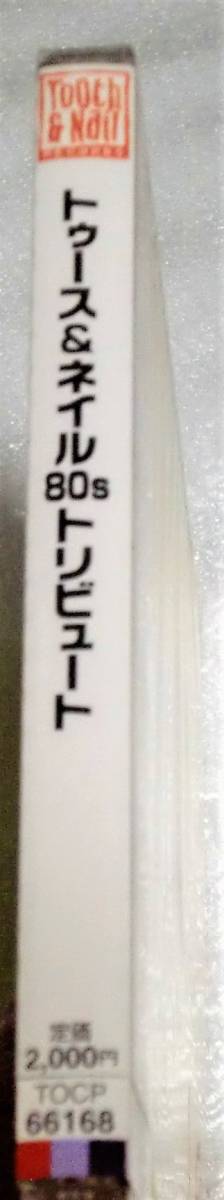 Tooth
& Nail
RECORDS
トゥース&ネイル80sトリビュート
定価
2,000円
TOCP
66168